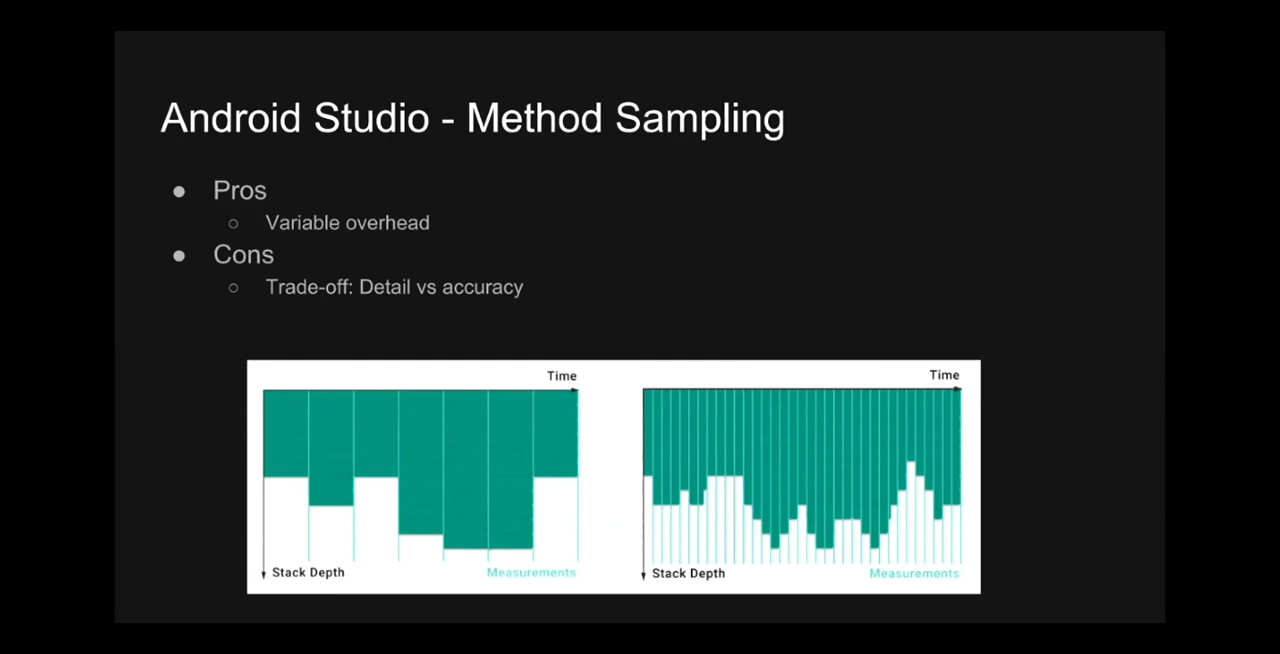 Android Studio - Method Sampling
● Pros
○ Variable overhead
● Cons
○ Trade-off: Detail vs accuracy
Time
Stack Depth
Measurements
Time
Stack Depth
Measurements